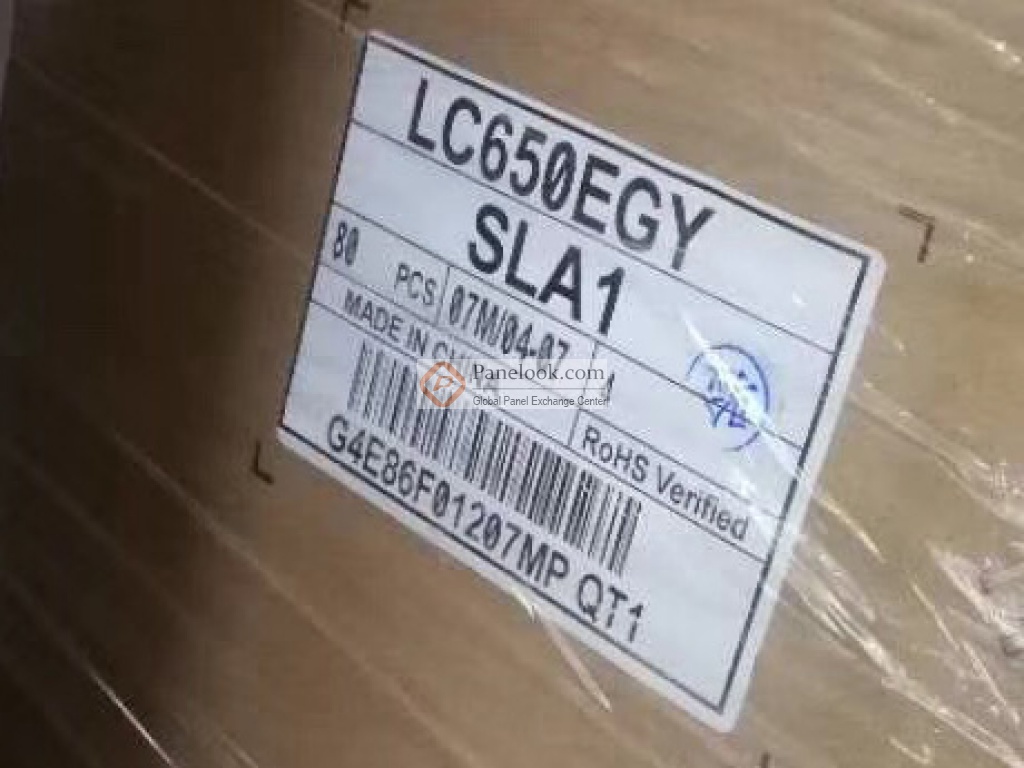 LC650EGY
SLA1
80 PCS 07M/04-07
MADE IN
RoHS Verified
G4E86F01207MP QT1
Panelook.com
Global Panel Exchange Center